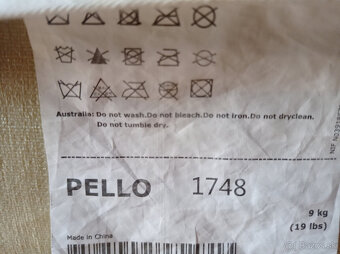 Australia: Do not wash.Do not bleach.Do not iron.Do not dryclean.
Do not tumble dry.
PELLO 1748
9 kg
(19 lbs)
Made in China